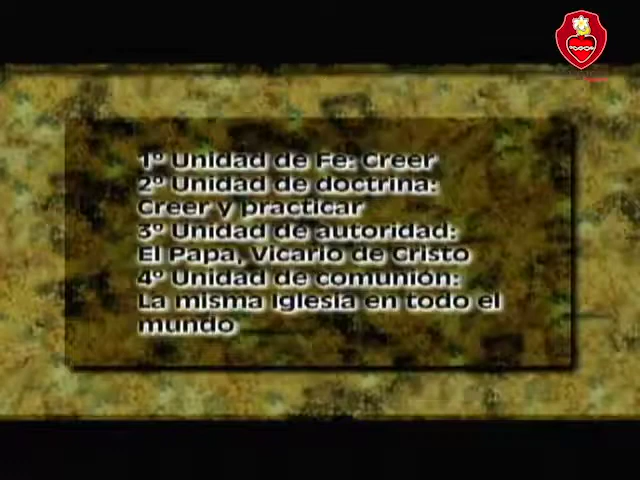 1º Unidad de Fe: Creer
2º Unidad de doctrina:
Creer y practicar
3º Unidad de autoridad:
El Papa, Vicario de Cristo
4º Unidad de comunión:
La misma Iglesia en todo el
mundo